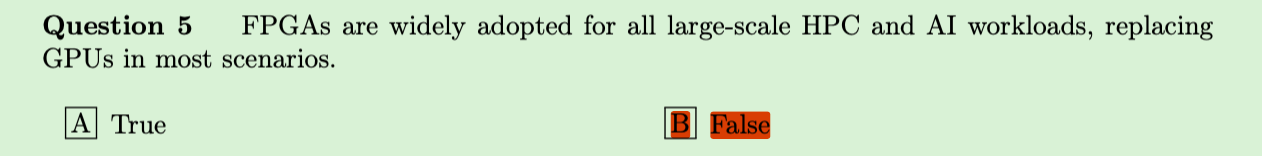 Question 5 FPGAs are widely adopted for all large-scale HPC and AI workloads, replacing
GPUs in most scenarios.
A True B False